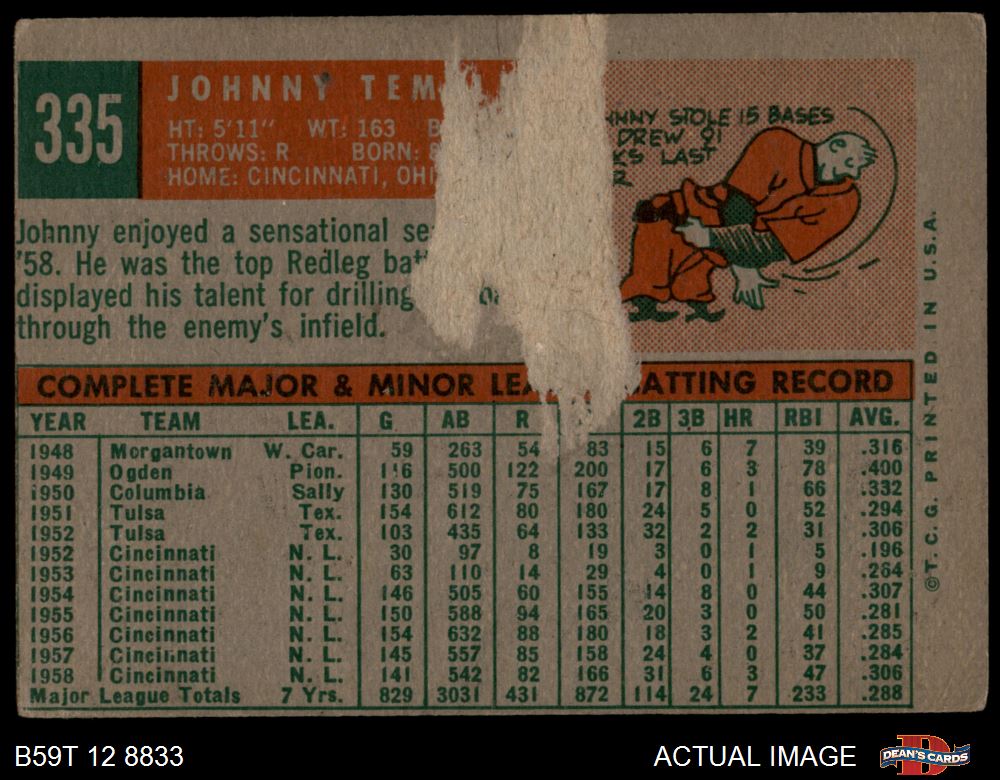 335
JOHNNY TEM
HT: 5'11" WT: 163 B
THROWS: R BORN: 8
HOME: CINCINNATI, OHI
NNY STOLE 15 BASES
DREW 91
KS LAST
R
Johnny enjoyed a sensational se
'58. He was the top Redleg bat
displayed his talent for drilling
through the enemy's infield.
COMPLETE MAJOR & MINOR LEA ATTING RECORD
YEAR TEAM LEA. G AB R 2B 3B HR RBI AVG.
1948 Morgantown W. Car. 59 263 54 83 15 6 7 39 .316
1949 Ogden Pion. 116 500 122 200 17 6 3 78 .400
1950 Columbia Sally 130 519 75 167 17 8 1 66 .332
1951 Tulsa Tex. 154 612 80 180 24 5 0 52 .294
1952 Tulsa Tex. 103 435 64 133 32 2 2 31 .306
1952 Cincinnati N. L. 30 97 8 19 3 0 1 5 .196
1953 Cincinnati N. L. 63 110 14 29 4 0 1 9 .264
1954 Cincinnati N. L. 146 505 60 155 14 8 0 44 .307
1955 Cincinnati N. L. 150 588 94 165 20 3 0 50 .281
1956 Cincinnati N. L. 154 632 88 180 18 3 2 41 .285
1957 Cincinnati N. L. 145 557 85 158 24 4 0 37 .284
1958 Cincinnati N. L. 141 542 82 166 31 6 3 47 .306
Major League Totals 7 Yrs. 829 3031 431 872 114 24 7 233 .288
©T. C. G. PRINTED IN U.S.A.
B59T 12 8833
ACTUAL IMAGE
DEAN'S CARDS